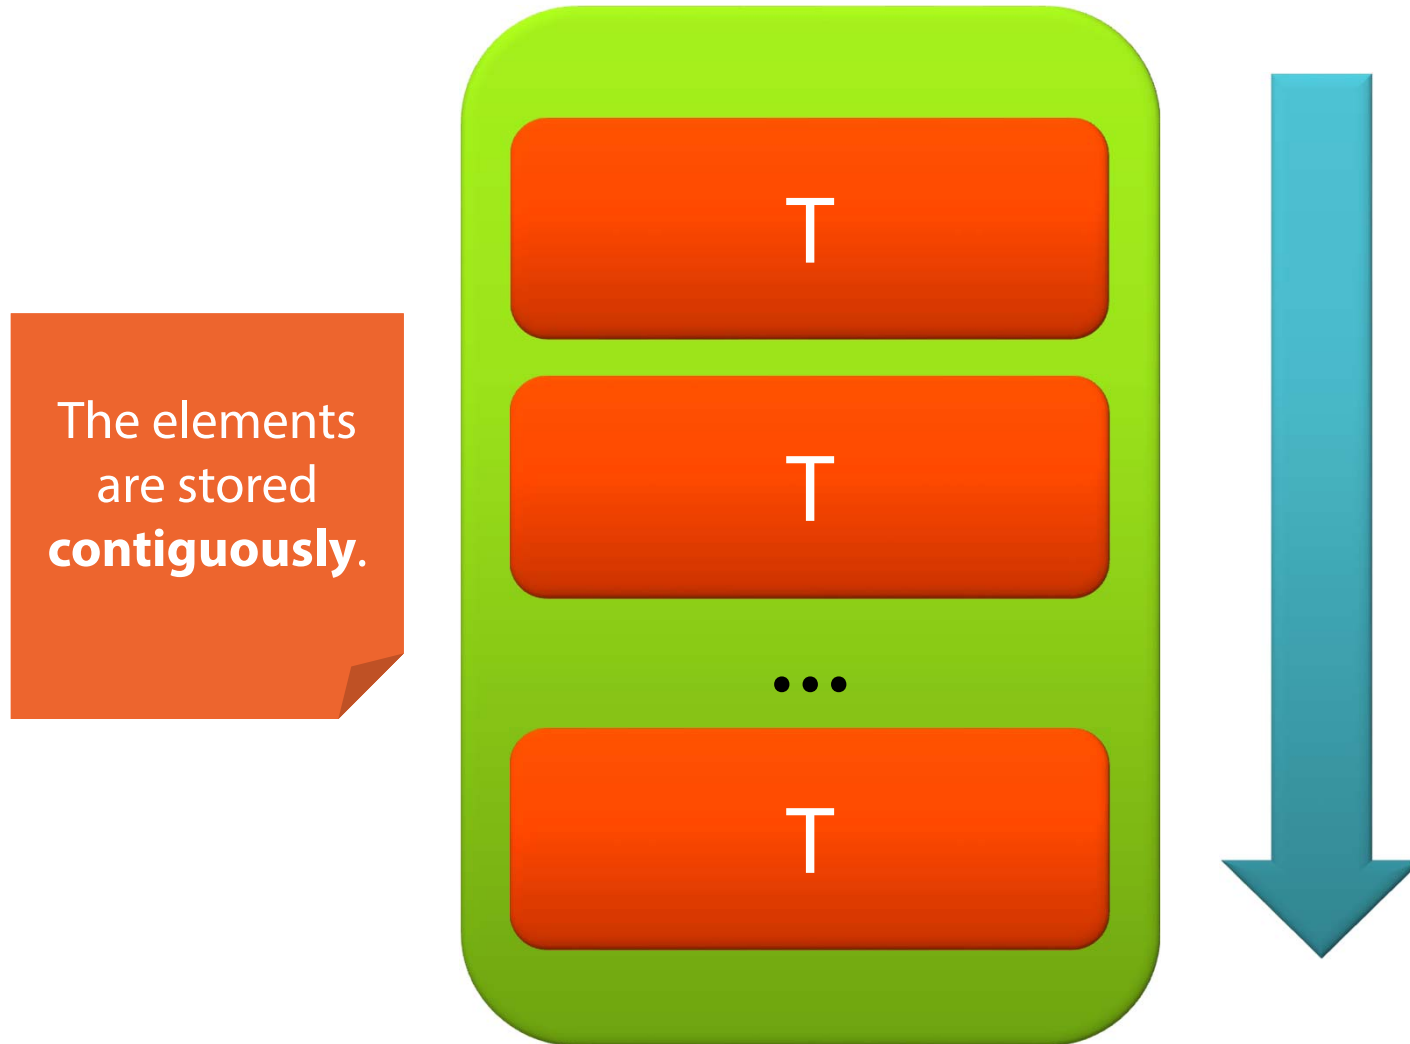 The elements
are stored
contiguously.
T
T
...
T